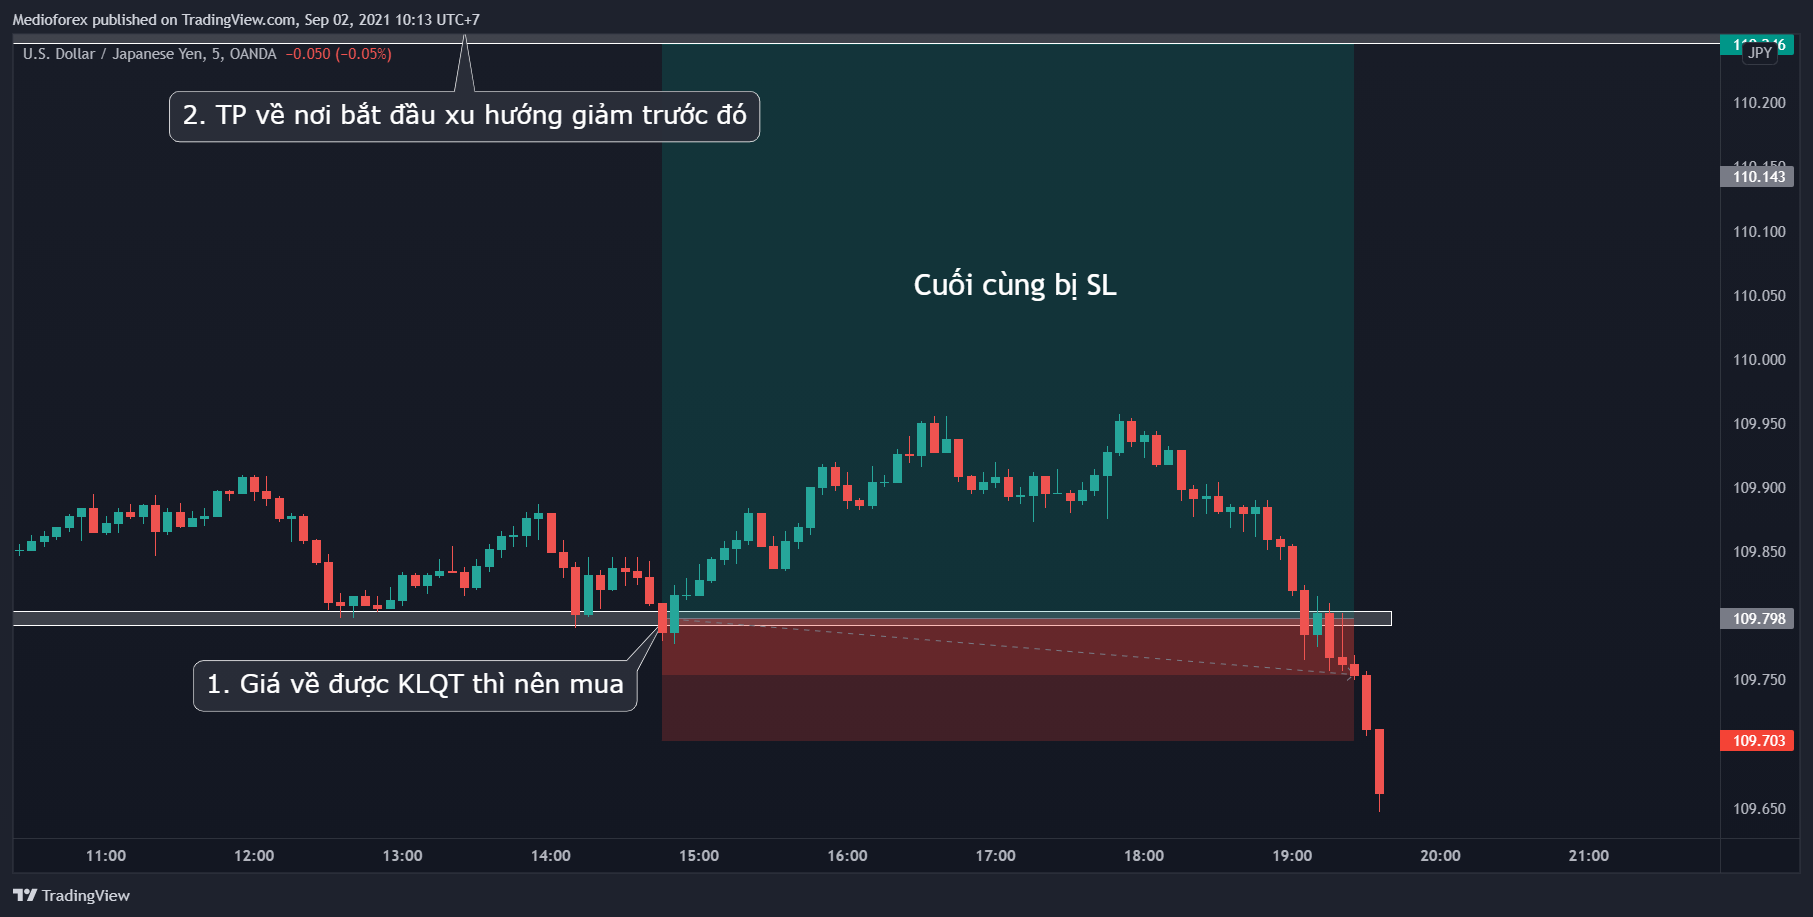 Medioforex published on TradingView.com, Sep 02, 2021 10:13 UTC+7
U.S. Dollar / Japanese Yen, 5, OANDA −0.050 (−0.05%)
JPY
2. TP về nơi bắt đầu xu hướng giảm trước đó
110.200
110.150
110.143
110.100
Cuối cùng bị SL
110.050
110.000
109.950
109.900
109.850
109.798
1. Giá về được KLQT thì nên mua
109.750
109.703
109.650
11:00 12:00 13:00 14:00 15:00 16:00 17:00 18:00 19:00 20:00 21:00
TradingView